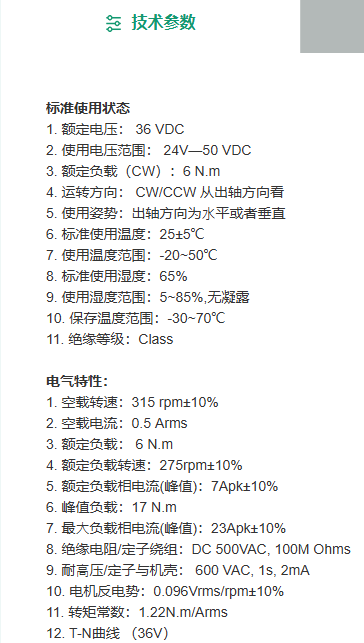 技术参数
标准使用状态
1. 额定电压： 36 VDC
2. 使用电压范围： 24V—50 VDC
3. 额定负载（CW）：6 N.m
4. 运转方向： CW/CCW 从出轴方向看
5. 使用姿势：出轴方向为水平或者垂直
6. 标准使用温度：25±5℃
7. 使用温度范围：-20~50℃
8. 标准使用湿度：65%
9. 使用湿度范围：5~85%,无凝露
10. 保存温度范围：-30~70℃
11. 绝缘等级：Class
电气特性：
1. 空载转速：315 rpm±10%
2. 空载电流：0.5 Arms
3. 额定负载： 6 N.m
4. 额定负载转速：275rpm±10%
5. 额定负载相电流(峰值)：7Apk±10%
6. 峰值负载：17 N.m
7. 最大负载相电流(峰值)：23Apk±10%
8. 绝缘电阻/定子绕组：DC 500VAC, 100M Ohms
9. 耐高压/定子与机壳： 600 VAC, 1s, 2mA
10. 电机反电势：0.096Vrms/rpm±10%
11. 转矩常数：1.22N.m/Arms
12. T-N曲线 （36V）